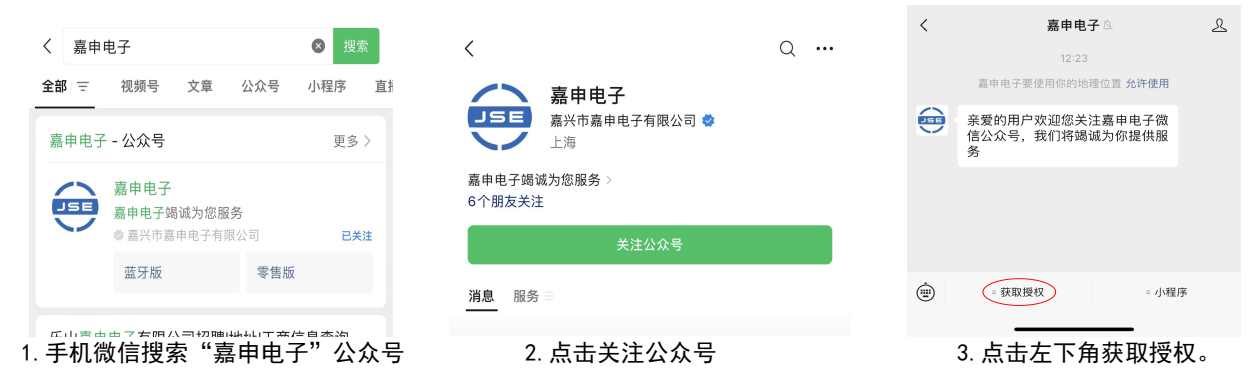 嘉申电子
搜索
全部 视频号 文章 公众号 小程序
嘉申电子 - 公众号 更多
JSE
嘉申电子
嘉申电子竭诚为您服务
嘉兴市嘉申电子有限公司 已关注
蓝牙版 零售版
1.手机微信搜索“嘉申电子”公众号
JSE
嘉申电子
嘉兴市嘉申电子有限公司
上海
嘉申电子竭诚为您服务
6个朋友关注
关注公众号
消息 服务
2.点击关注公众号
嘉申电子
12:23
嘉申电子要使用你的地理位置 允许使用
JSE
亲爱的用户欢迎您关注嘉申电子微
信公众号，我们将竭诚为你提供服
务
获取授权 小程序
3.点击左下角获取授权。